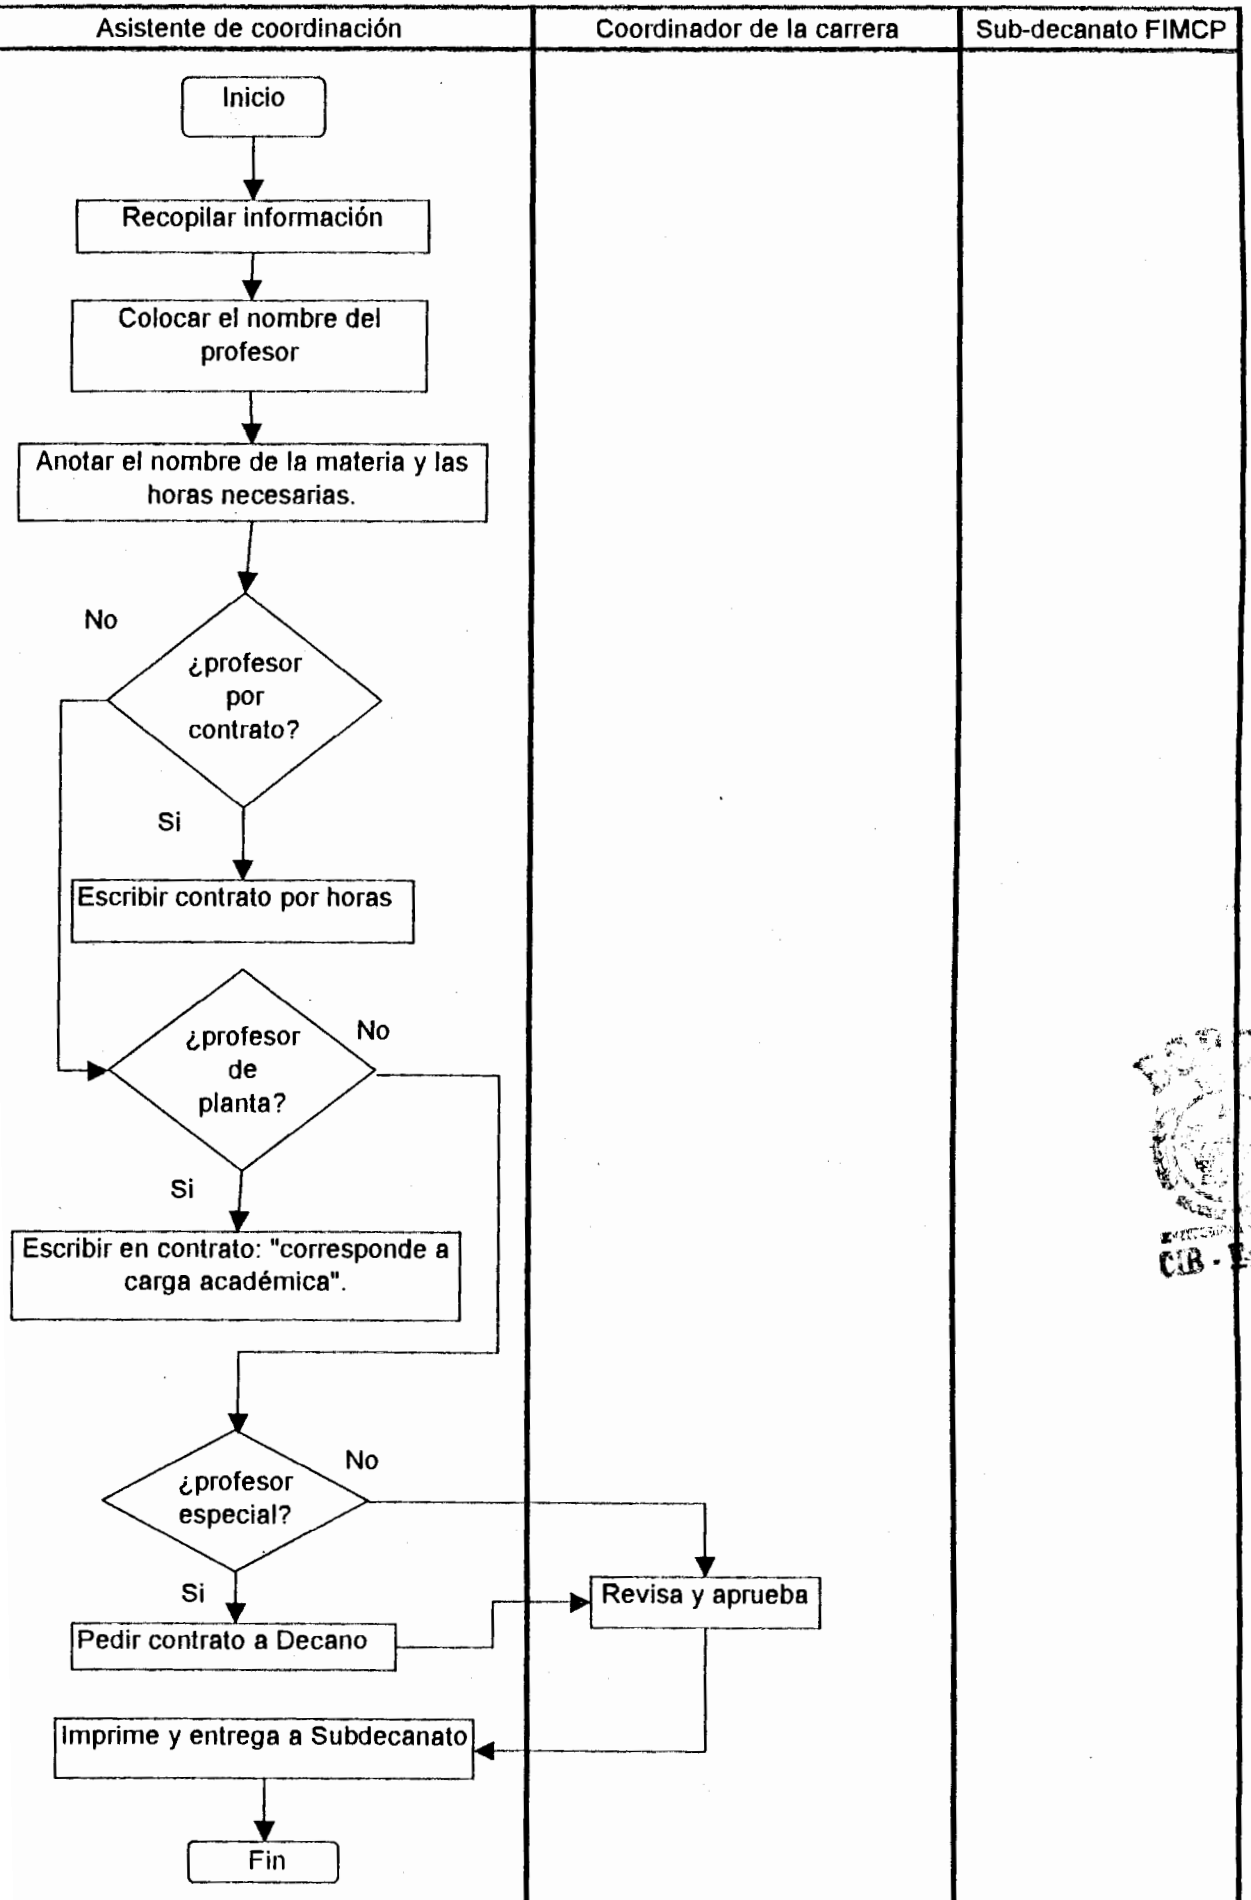 Asistente de coordinación
Coordinador de la carrera
Sub-decanato FIMCP
Inicio
Recopilar información
Colocar el nombre del
profesor
Anotar el nombre de la materia y las
horas necesarias.
No
¿profesor
por
contrato?
Si
Escribir contrato por horas
¿profesor
de
planta?
No
Si
Escribir en contrato: "corresponde a
carga académica".
¿profesor
especial?
No
Si
Revisa y aprueba
Pedir contrato a Decano
Imprime y entrega a Subdecanato
Fin
CIB -